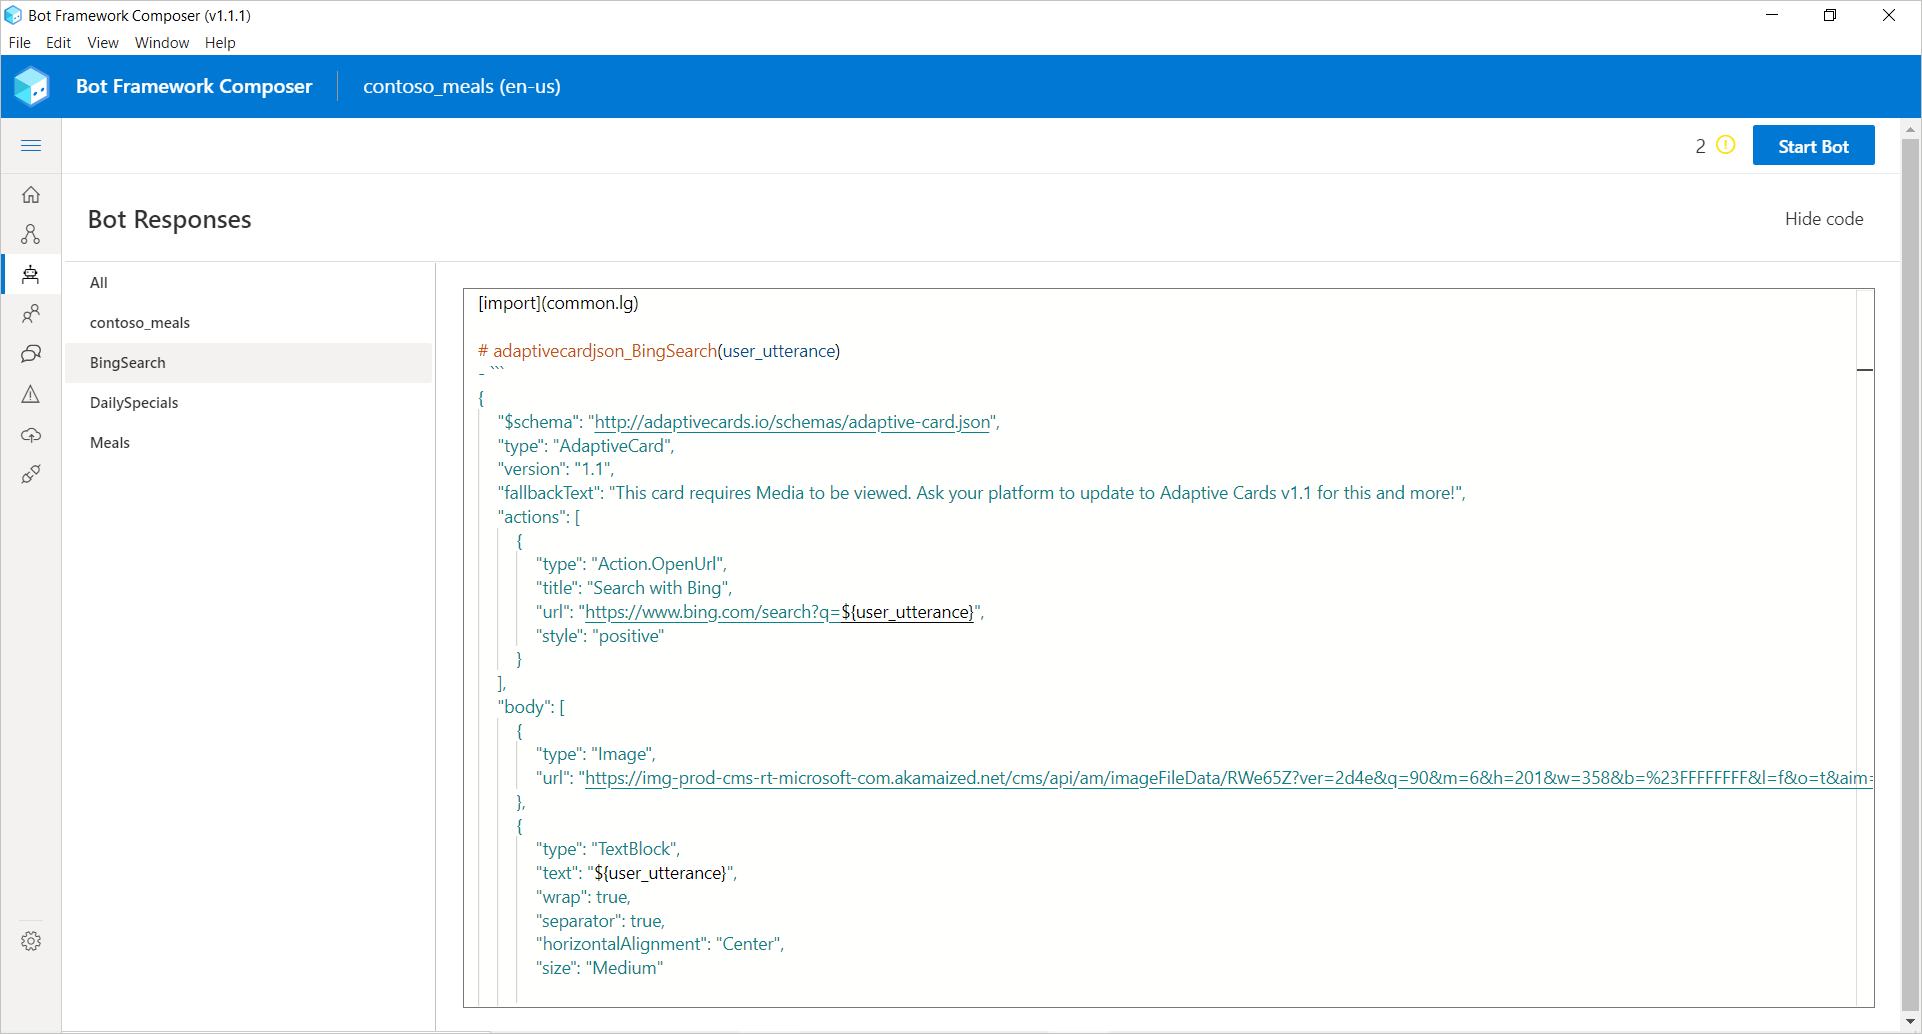 Bot Framework Composer (v1.1.1)
File Edit View Window Help
Bot Framework Composer contoso_meals (en-us)
2 Start Bot
Bot Responses
Hide code
All
contoso_meals
BingSearch
DailySpecials
Meals
[import](common.lg)
# adaptivecardjson_BingSearch(user_utterance)
- ```
{
"$schema": "http://adaptivecards.io/schemas/adaptive-card.json",
"type": "AdaptiveCard",
"version": "1.1",
"fallbackText": "This card requires Media to be viewed. Ask your platform to update to Adaptive Cards v1.1 for this and more!",
"actions": [
{
"type": "Action.OpenUrl",
"title": "Search with Bing",
"url": "https://www.bing.com/search?q=${user_utterance}",
"style": "positive"
}
],
"body": [
{
"type": "Image",
"url": "https://img-prod-cms-rt-microsoft-com.akamaized.net/cms/api/am/imageFileData/RWe65Z?ver=2d4e&q=90&m=6&h=201&w=358&b=%23FFFFFFFF&l=f&o=t&aim=
},
{
"type": "TextBlock",
"text": "${user_utterance}",
"wrap": true,
"separator": true,
"horizontalAlignment": "Center",
"size": "Medium"